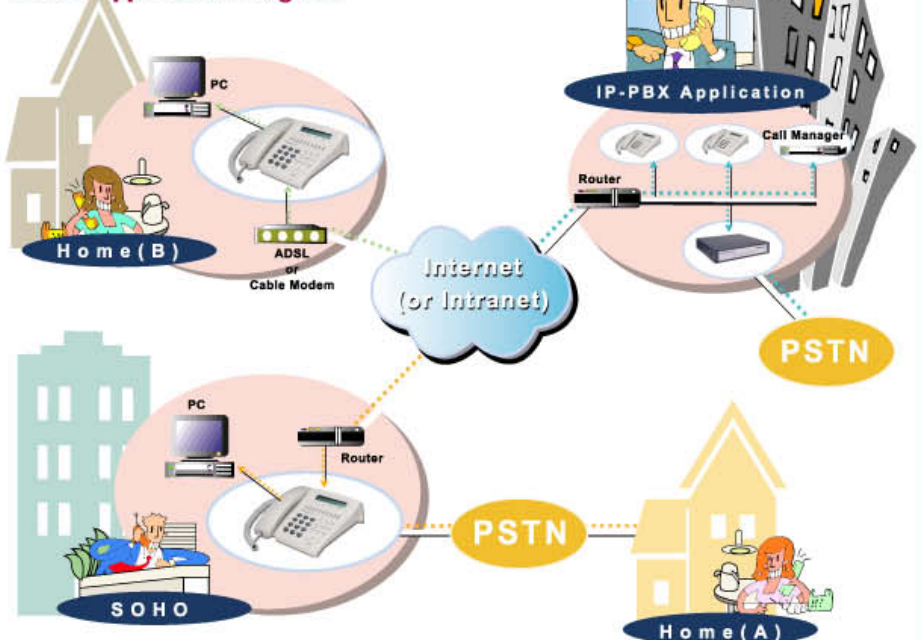 PC
IP-PBX Application
Call Manager
Router
Home(B)
ADSL
or
Cable Modem
Internet
(or Intranet)
PSTN
PC
Router
PSTN
SOHO
Home(A)